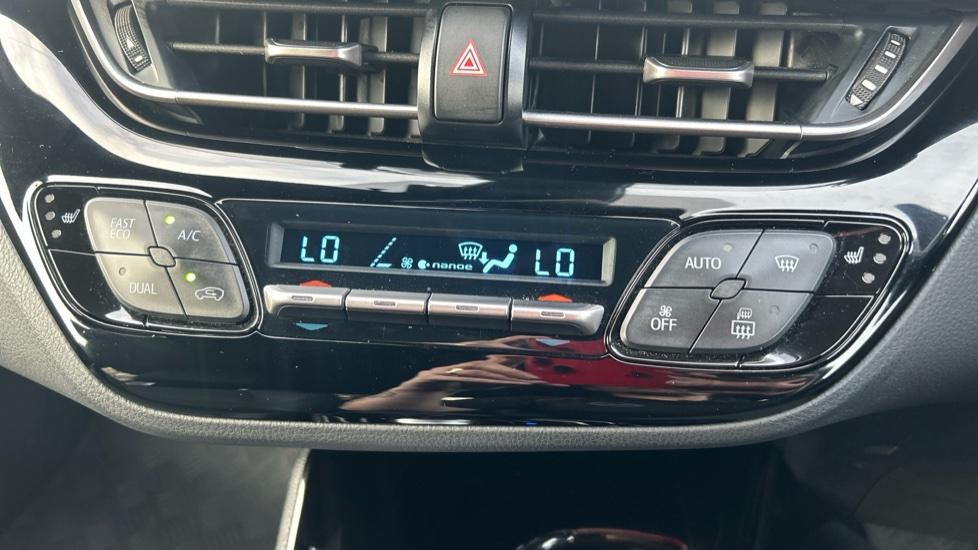 FAST
ECO
A/C
DUAL
LO
nanoe
LO
AUTO
OFF